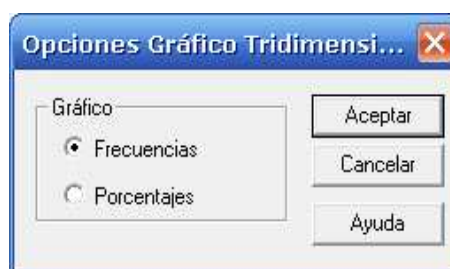 Opciones Gráfico Tridimensi...
Gráfico
Frecuencias
Porcentajes
Aceptar
Cancelar
Ayuda